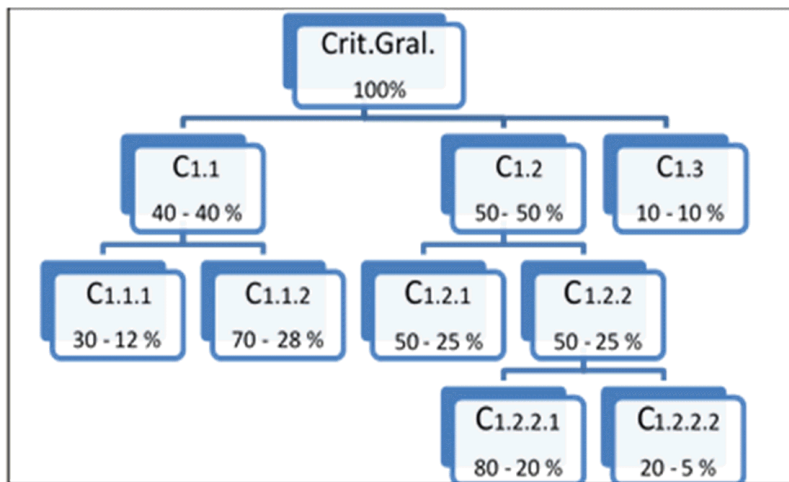 Crit.Gral.
100%
C1.1
40 - 40 %
C1.2
50- 50 %
C1.3
10 - 10 %
C1.1.1
30 - 12 %
C1.1.2
70 - 28 %
C1.2.1
50 - 25 %
C1.2.2
50 - 25 %
C1.2.2.1
80 - 20 %
C1.2.2.2
20 - 5 %